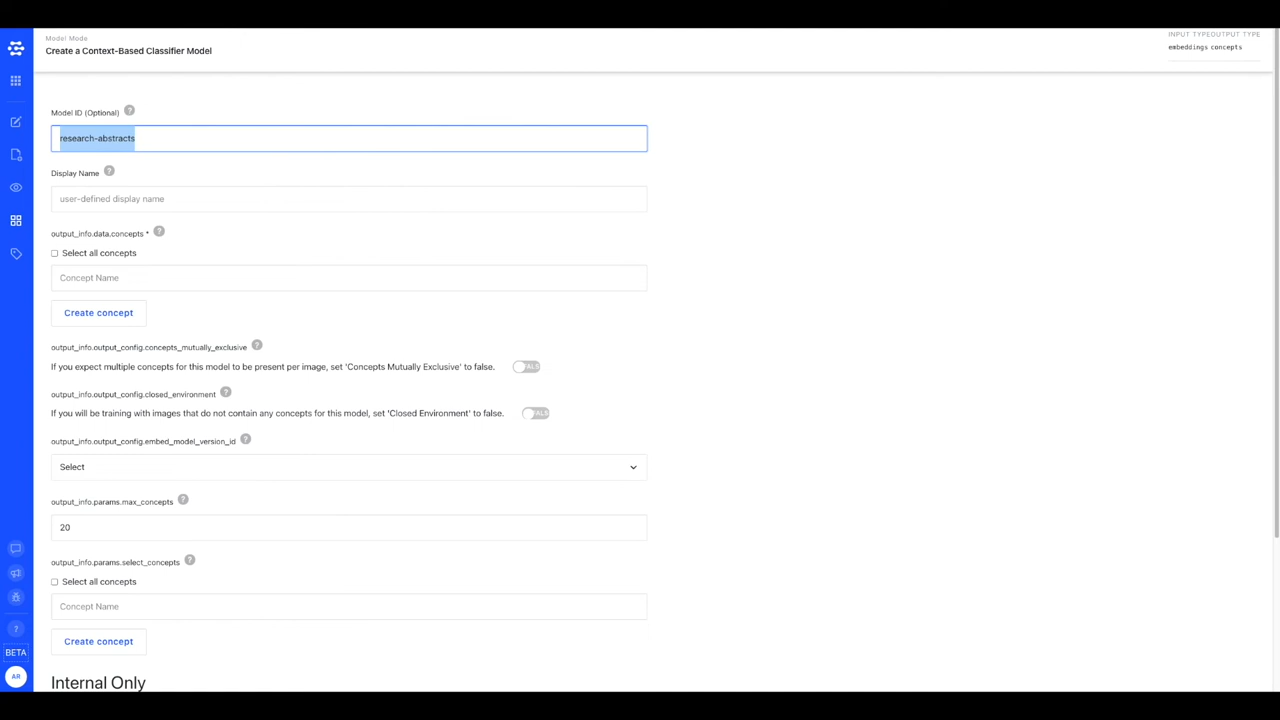 Model Mode
Create a Context-Based Classifier Model
INPUT TYPE OUTPUT TYPE
embeddings concepts
Model ID (Optional) ?
research-abstracts
Display Name ?
user-defined display name
output_info.data.concepts * ?
Select all concepts
Concept Name
Create concept
output_info.output_config.concepts_mutually_exclusive ?
If you expect multiple concepts for this model to be present per image, set 'Concepts Mutually Exclusive' to false.
output_info.output_config.closed_environment ?
If you will be training with images that do not contain any concepts for this model, set 'Closed Environment' to false.
output_info.output_config.embed_model_version_id ?
Select
output_info.params.max_concepts ?
20
output_info.params.select_concepts ?
Select all concepts
Concept Name
Create concept
Internal Only
?
BETA
AR